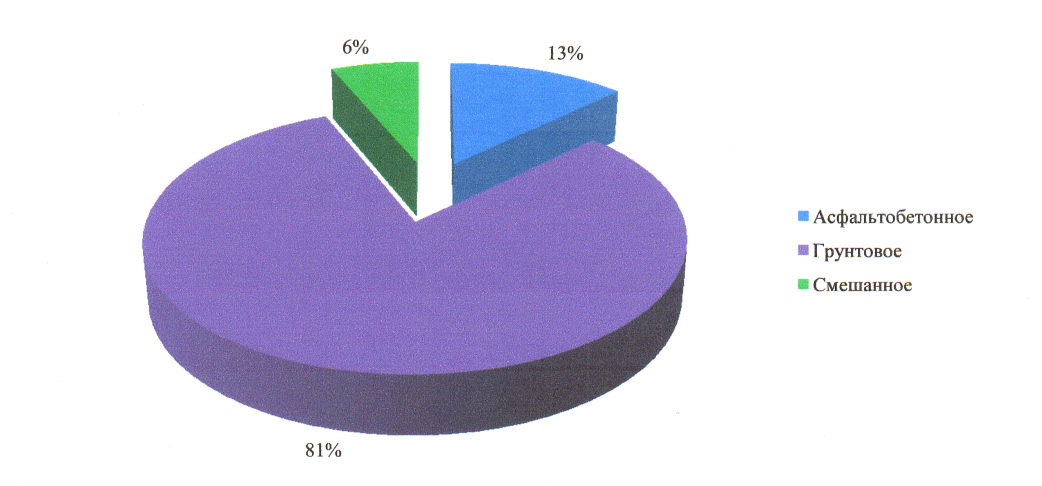 6%
13%
Асфальтобетонное
Грунтовое
Смешанное
81%